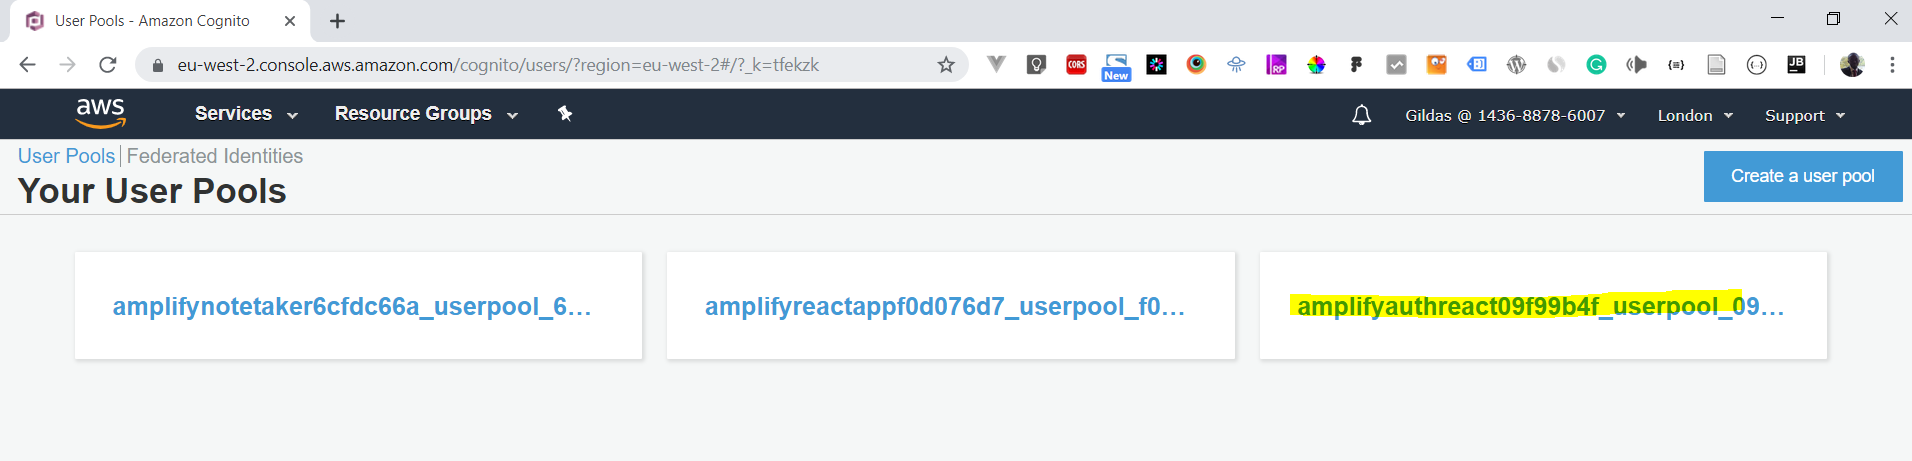 User Pools - Amazon Cognito
eu-west-2.console.aws.amazon.com/cognito/users/?region=eu-west-2#/?_k=tfekzk
CORS
New
RP
JB
aws
Services
Resource Groups
Gildas @ 1436-8878-6007
London
Support
User Pools
Federated Identities
Your User Pools
Create a user pool
amplifynotetaker6cfdc66a_userpool_6...
amplifyreactappf0d076d7_userpool_f0...
amplifyauthreact09f99b4f_userpool_09...